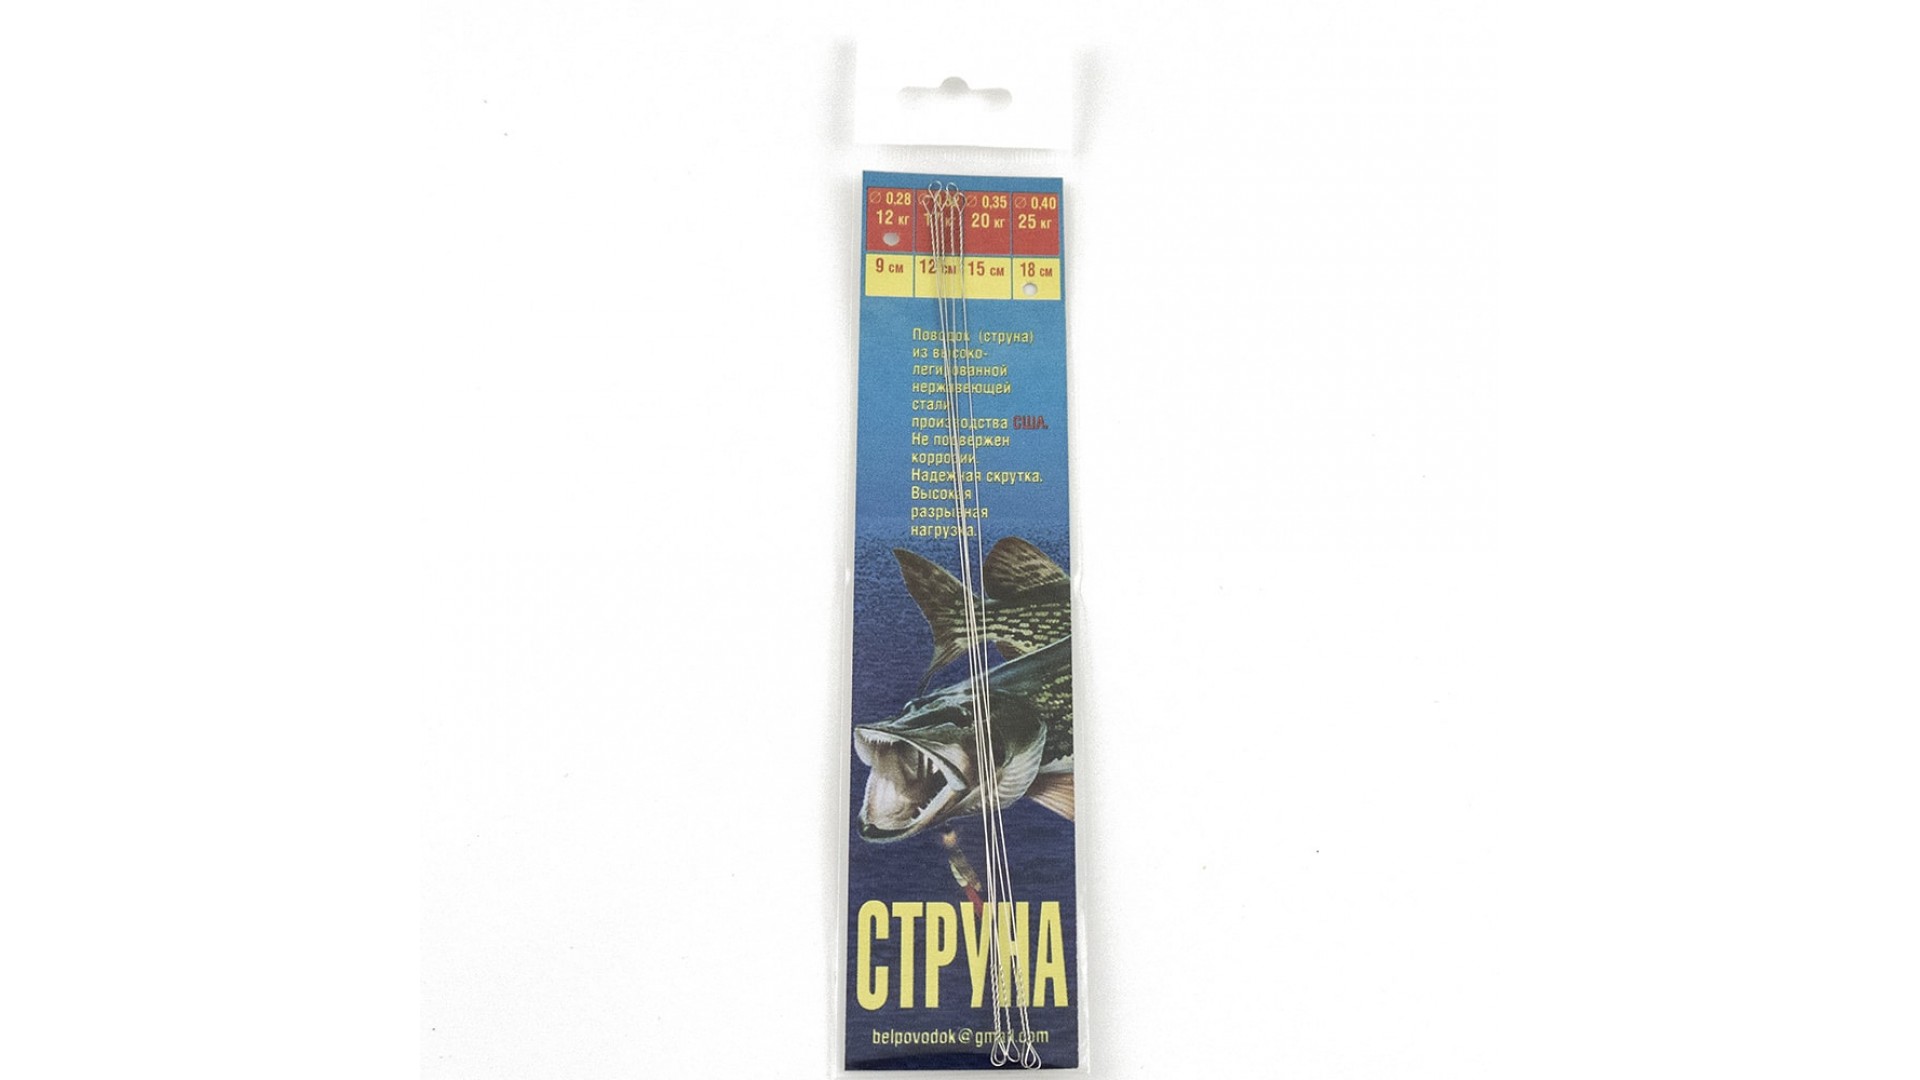 ⌀ 0,28 ⌀ 0,35 ⌀ 0,40
12 кг 20 кг 25 кг
9 см 12 см 15 см 18 см
Поводок (струна)
из высоко-
легированной
нержавеющей
стали
производства США.
Не подвержен
коррозии.
Надежная скрутка.
Высокая
разрывная
нагрузка.
СТРУНА
belpovodok@gmail.com